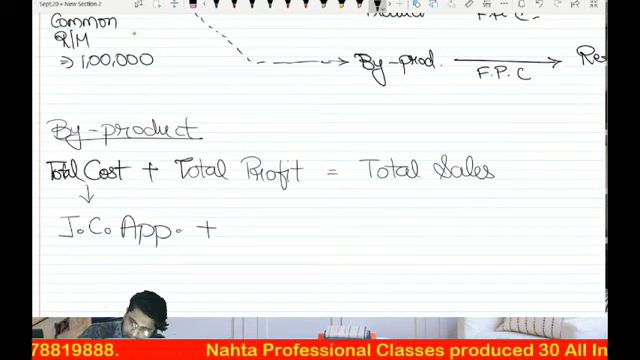 Sept.20 + New Section 2
Common
R/M
⇒ 1,00,000
F.P.C.
By-prod.
F.P.C
Re
By-product
Total Cost + Total Profit = Total Sales
J.C. App. +
78819888.
Nahta Professional Classes produced 30 All In